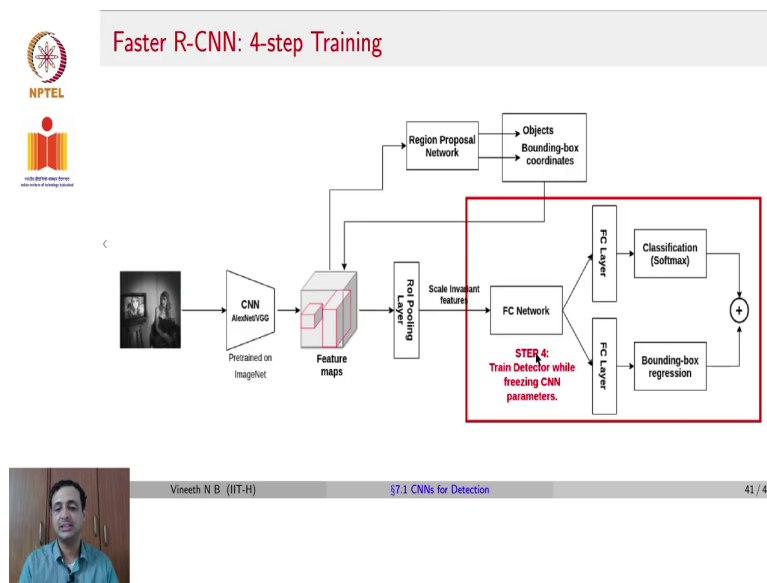 Faster R-CNN: 4-step Training
NPTEL
Region Proposal
Network
Objects
Bounding-box
coordinates
CNN
AlexNet/VGG
Pretrained on
ImageNet
Feature
maps
RoI Pooling
Layer
Scale Invariant
features
FC Network
FC Layer
Classification
(Softmax)
FC Layer
Bounding-box
regression
+
STEP 4:
Train Detector while
freezing CNN
parameters.
Vineeth N B (IIT-H)
§7.1 CNNs for Detection
41 / 4